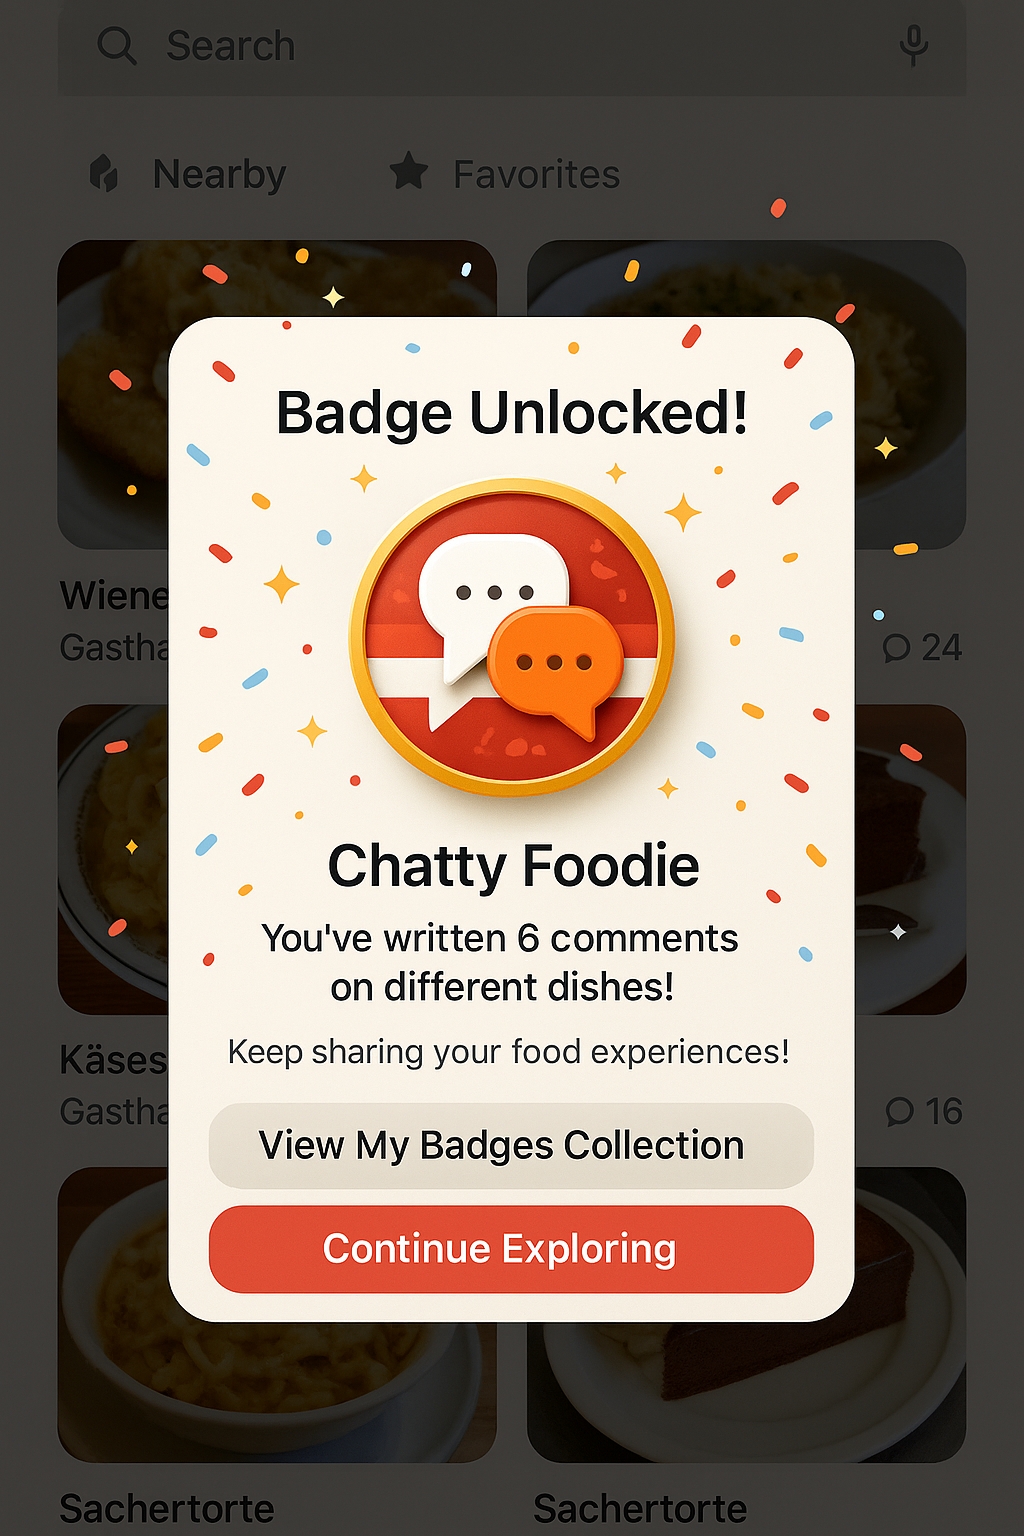 Search
Nearby
Favorites
Badge Unlocked!
Wiene
Gastha
24
Chatty Foodie
You've written 6 comments
on different dishes!
Keep sharing your food experiences!
Käses
Gastha
16
View My Badges Collection
Continue Exploring
Sachertorte
Sachertorte